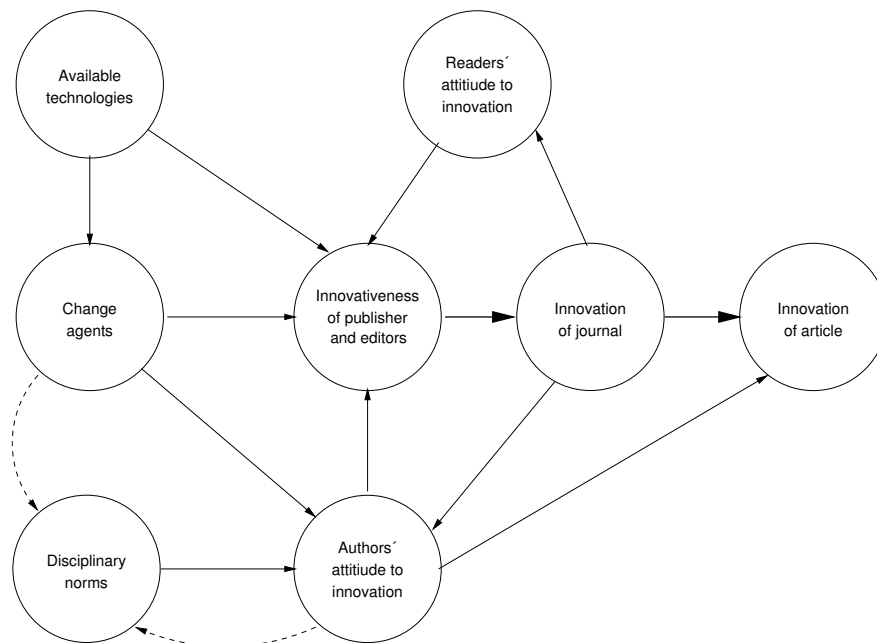 Available
technologies
Readers´
attitiude to
innovation
Change
agents
Innovativeness
of publisher
and editors
Innovation
of journal
Innovation
of article
Disciplinary
norms
Authors´
attitiude to
innovation